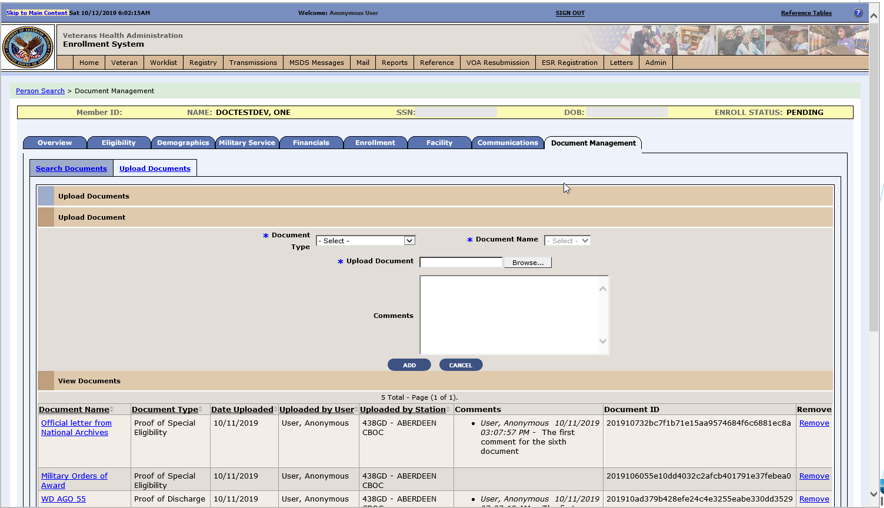 Skip to Main Content Sat 10/12/2019 6:02:15AM Welcome: Anonymous User SIGN OUT Reference Tables ?
Veterans Health Administration
Enrollment System
Home Veteran Worklist Registry Transmissions MSDS Messages Mail Reports Reference VOA Resubmission ESR Registration Letters Admin
Person Search > Document Management
Member ID: NAME: DOCTESTDEV, ONE SSN: DOB: ENROLL STATUS: PENDING
Overview Eligibility Demographics Military Service Financials Enrollment Facility Communications Document Management
Search Documents Upload Documents
Upload Documents
Upload Document
* Document Type - Select - * Document Name - Select -
* Upload Document Browse...
Comments
ADD CANCEL
View Documents
5 Total - Page (1 of 1).
Document Name Document Type Date Uploaded Uploaded by User Uploaded by Station Comments Document ID Remove
Official letter from Proof of Special 10/11/2019 User, Anonymous 438GD - ABERDEEN • User, Anonymous 10/11/2019 201910732bc7f1b71e15aa9574684f6c6881ec8a Remove
National Archives Eligibility CBOC 03:07:57 PM - The first
comment for the sixth
document
Military Orders of Proof of Special 10/11/2019 User, Anonymous 438GD - ABERDEEN 2019106055e10dd4032c2afcb401791e37febea0 Remove
Award Eligibility CBOC
WD AGO 55 Proof of Discharge 10/11/2019 User, Anonymous 438GD - ABERDEEN • User, Anonymous 10/11/2019 201910ad379b428efe24c4e3255eabe330dd3529 Remove